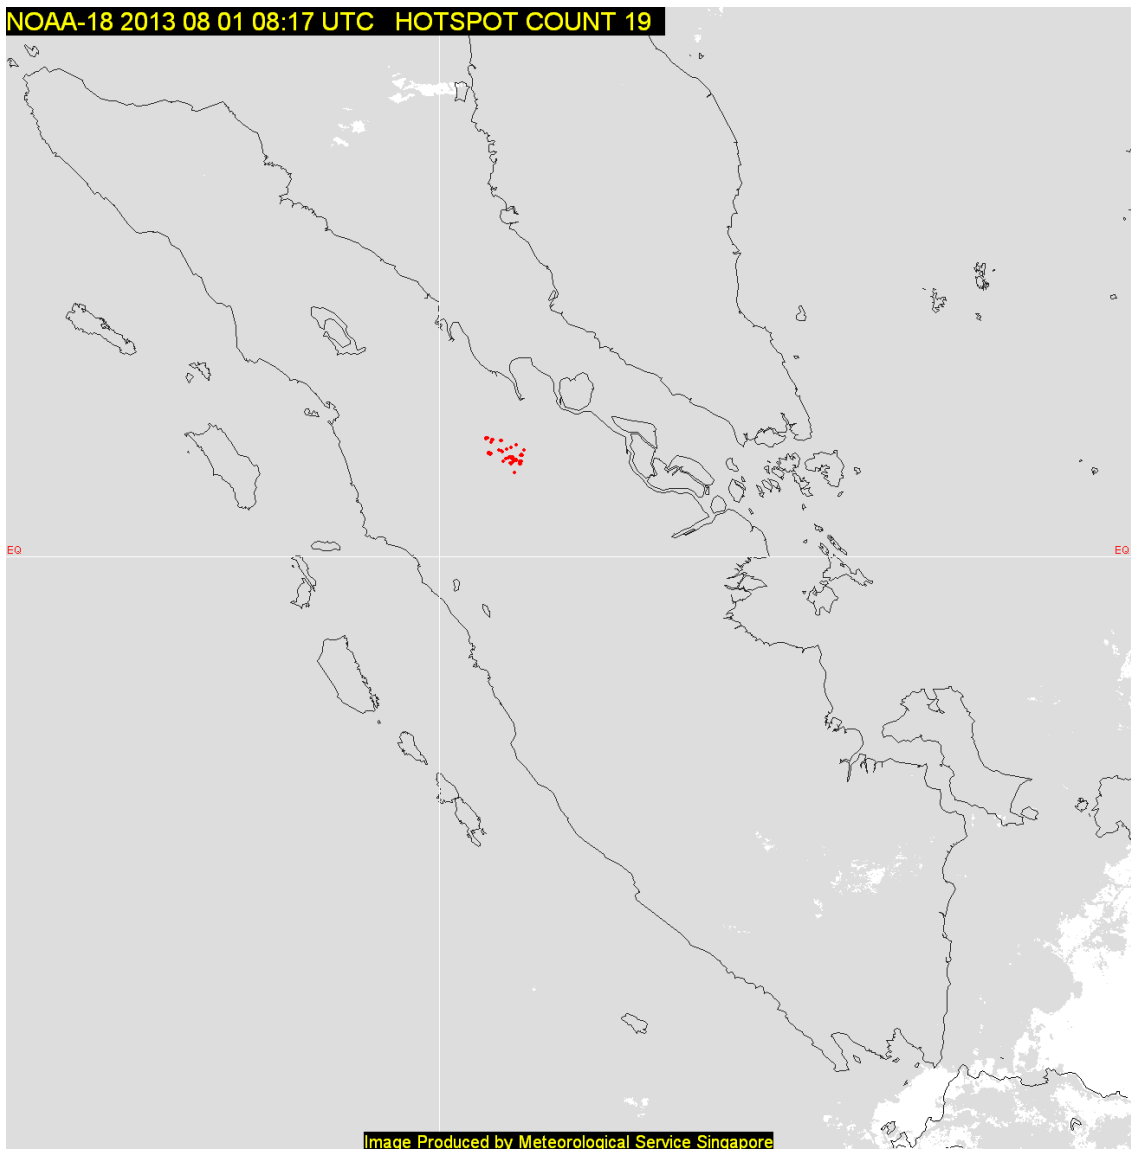 NOAA-18 2013 08 01 08:17 UTC   HOTSPOT COUNT 19
EQ
EQ
Image Produced by Meteorological Service Singapore